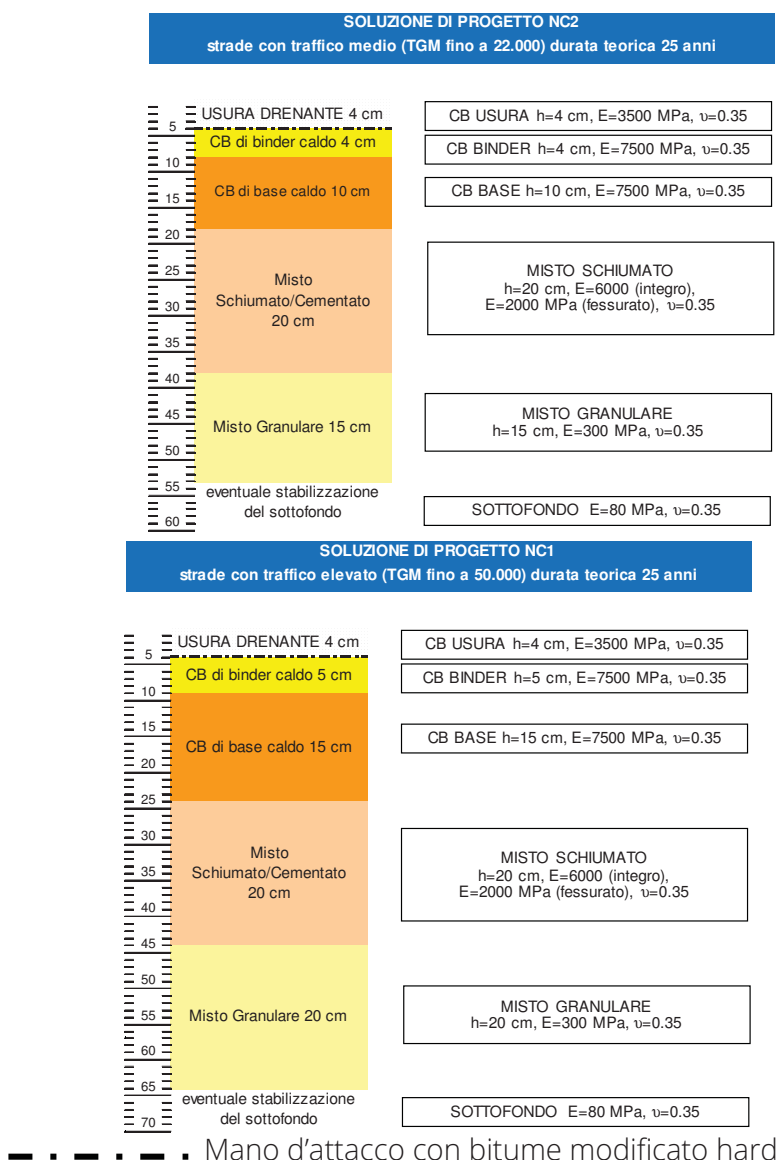 SOLUZIONE DI PROGETTO NC2
strade con traffico medio (TGM fino a 22.000) durata teorica 25 anni
USURA DRENANTE 4 cm
CB USURA h=4 cm, E=3500 MPa, υ=0.35
5
CB di binder caldo 4 cm
CB BINDER h=4 cm, E=7500 MPa, υ=0.35
10
15
CB di base caldo 10 cm
CB BASE h=10 cm, E=7500 MPa, υ=0.35
20
25
30
35
Misto
Schiumato/Cementato
20 cm
MISTO SCHIUMATO
h=20 cm, E=6000 (integro),
E=2000 MPa (fessurato), υ=0.35
40
45
50
Misto Granulare 15 cm
MISTO GRANULARE
h=15 cm, E=300 MPa, υ=0.35
55
60
eventuale stabilizzazione
del sottofondo
SOTTOFONDO E=80 MPa, υ=0.35
SOLUZIONE DI PROGETTO NC1
strade con traffico elevato (TGM fino a 50.000) durata teorica 25 anni
USURA DRENANTE 4 cm
CB USURA h=4 cm, E=3500 MPa, υ=0.35
5
CB di binder caldo 5 cm
CB BINDER h=5 cm, E=7500 MPa, υ=0.35
10
15
20
CB di base caldo 15 cm
CB BASE h=15 cm, E=7500 MPa, υ=0.35
25
30
35
40
Misto
Schiumato/Cementato
20 cm
MISTO SCHIUMATO
h=20 cm, E=6000 (integro),
E=2000 MPa (fessurato), υ=0.35
45
50
55
60
Misto Granulare 20 cm
MISTO GRANULARE
h=20 cm, E=300 MPa, υ=0.35
65
70
eventuale stabilizzazione
del sottofondo
SOTTOFONDO E=80 MPa, υ=0.35
Mano d'attacco con bitume modificato hard